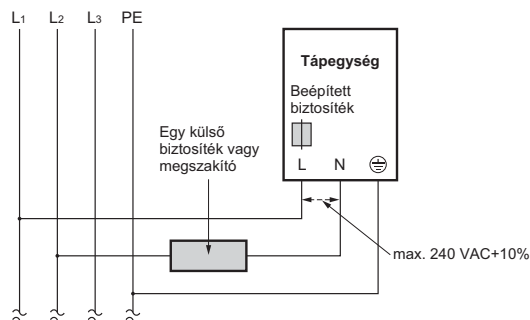 L1 L2 L3 PE
Tápegység
Beépített
biztosíték
Egy külső
biztosíték vagy
megszakító
L N
max. 240 VAC+10%